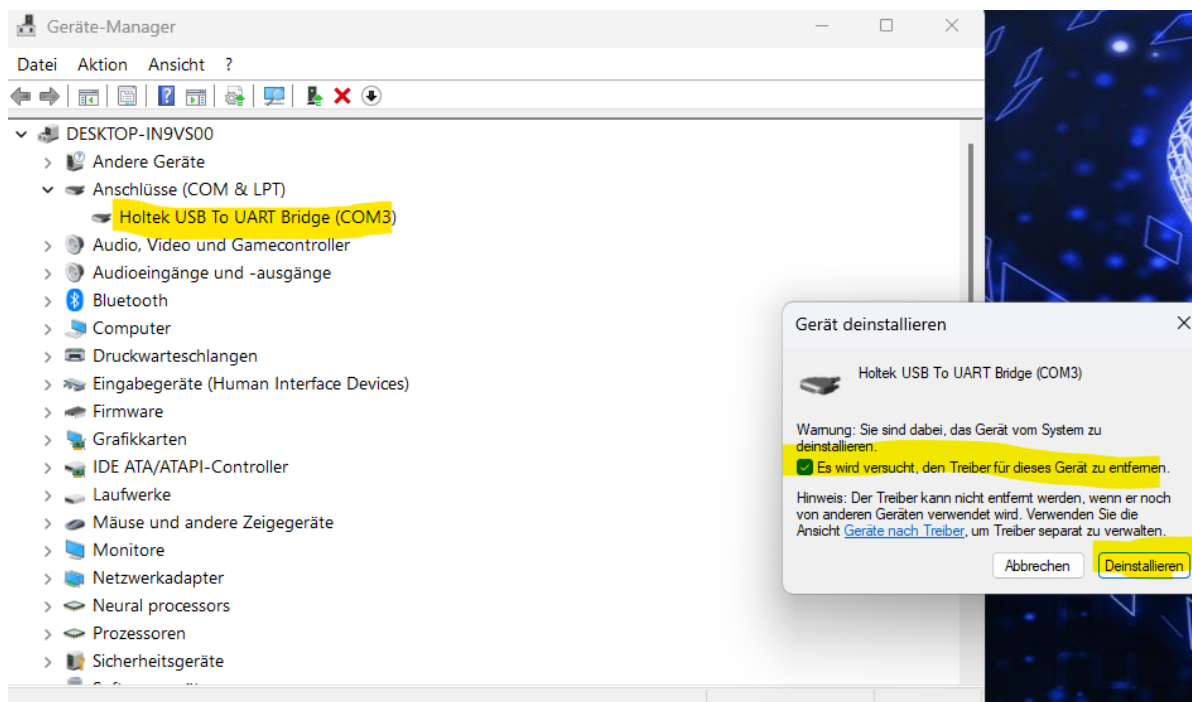 Geräte-Manager
Datei Aktion Ansicht ?
DESKTOP-IN9VS00
Andere Geräte
Anschlüsse (COM & LPT)
Holtek USB To UART Bridge (COM3)
Audio, Video und Gamecontroller
Audioeingänge und -ausgänge
Bluetooth
Computer
Druckwarteschlangen
Eingabegeräte (Human Interface Devices)
Firmware
Grafikkarten
IDE ATA/ATAPI-Controller
Laufwerke
Mäuse und andere Zeigegeräte
Monitore
Netzwerkadapter
Neural processors
Prozessoren
Sicherheitsgeräte
Gerät deinstallieren
Holtek USB To UART Bridge (COM3)
Warnung: Sie sind dabei, das Gerät vom System zu
deinstallieren.
Es wird versucht, den Treiber für dieses Gerät zu entfernen.
Hinweis: Der Treiber kann nicht entfernt werden, wenn er noch
von anderen Geräten verwendet wird. Verwenden Sie die
Ansicht Geräte nach Treiber, um Treiber separat zu verwalten.
Abbrechen Deinstallieren